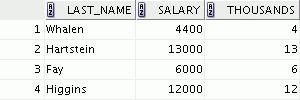 LAST_NAME SALARY THOUSANDS
1 Whalen 4400 4
2 Hartstein 13000 13
3 Fay 6000 6
4 Higgins 12000 12